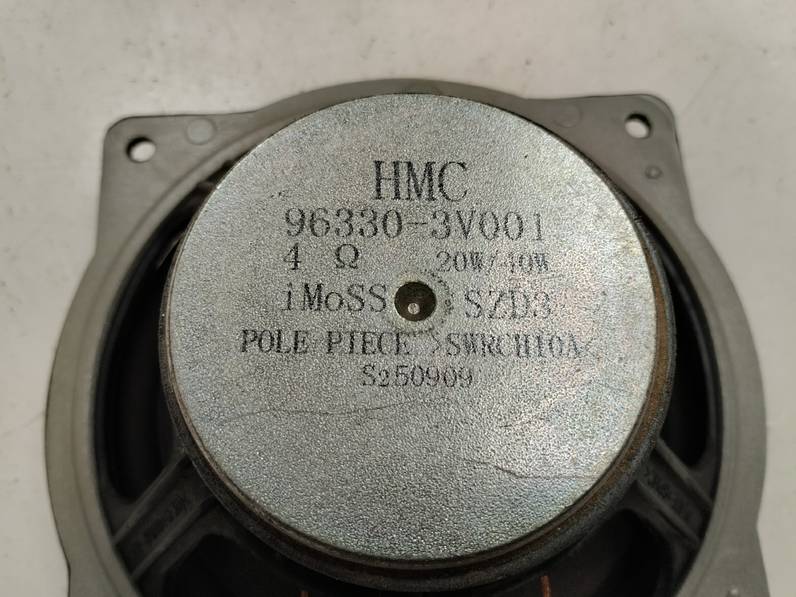 HMC
96330-3V001
4 Ω 20W/40W
iMoSS SZD3
POLE PIECE >SWRCH10A
S250909